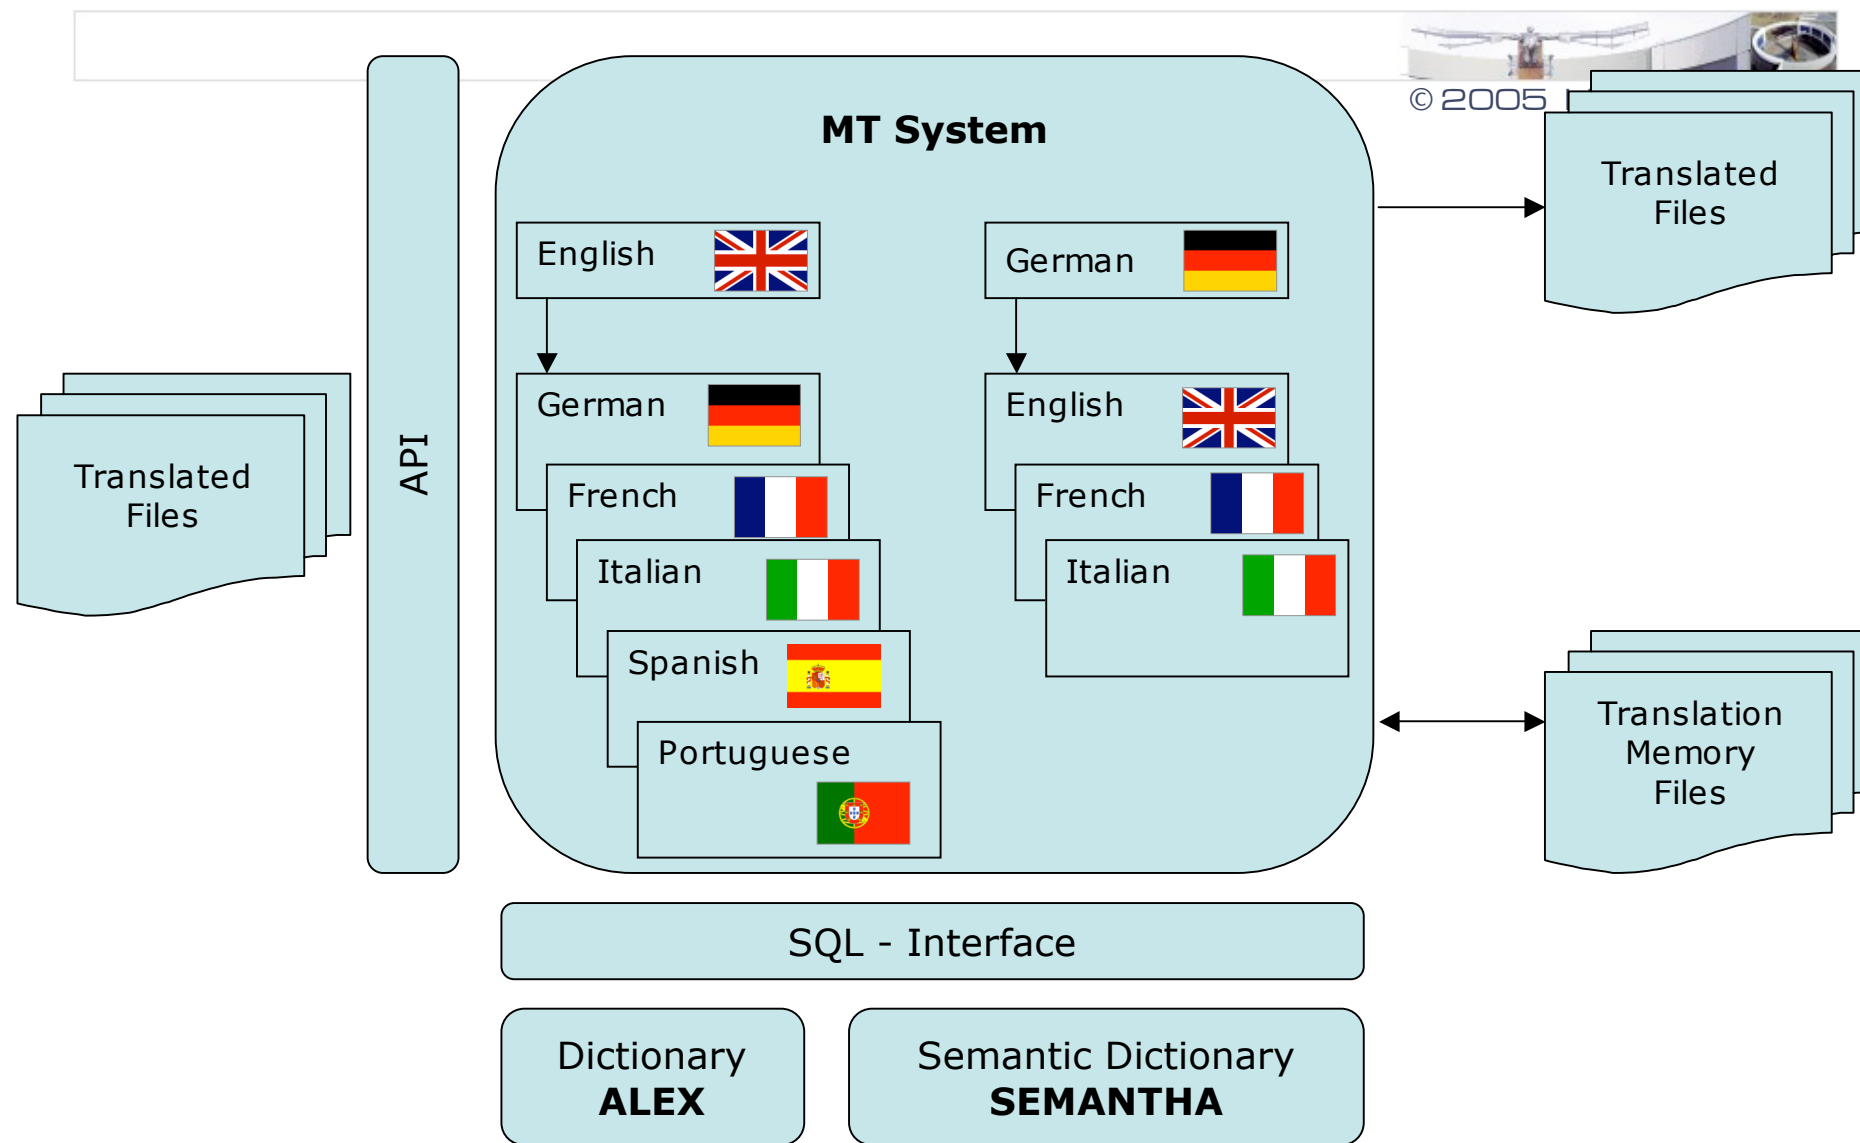 © 2005
MT System
Translated
Files
English
German
German
English
Translated
Files
API
French
French
Italian
Italian
Spanish
Portuguese
Translation
Memory
Files
SQL - Interface
Dictionary
ALEX
Semantic Dictionary
SEMANTHA